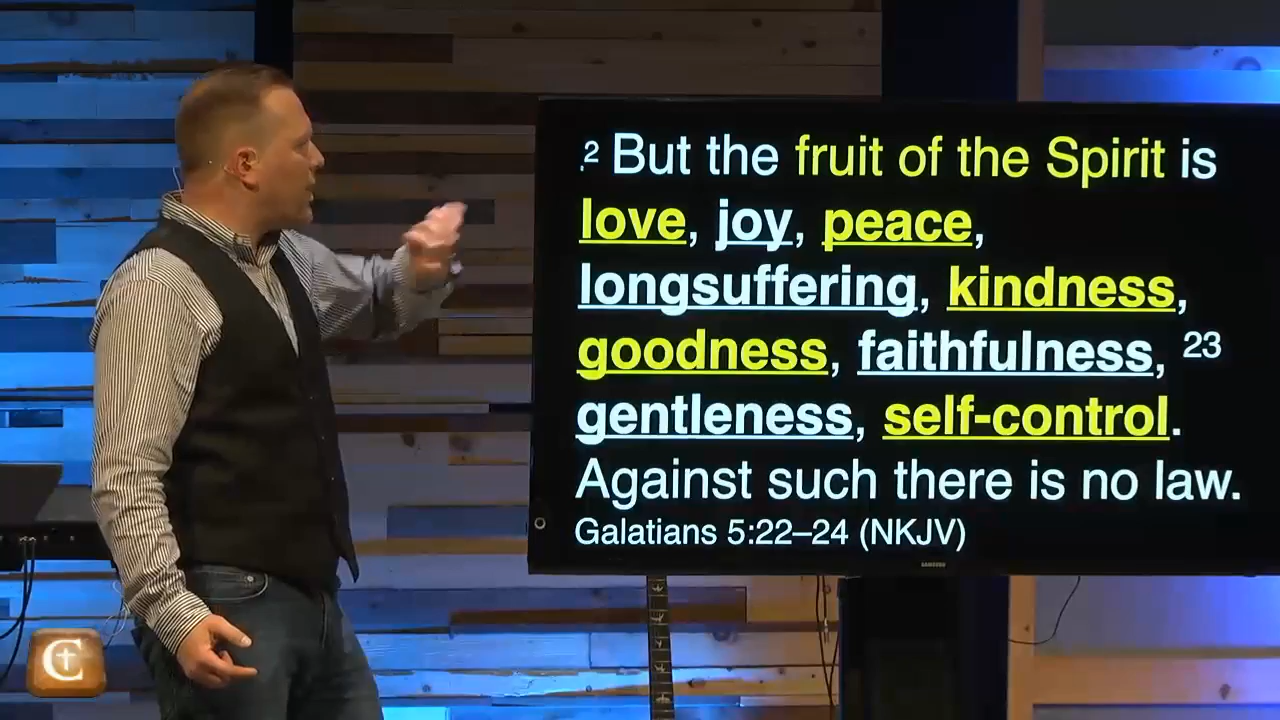 2 But the fruit of the Spirit is
love, joy, peace,
longsuffering, kindness,
goodness, faithfulness, 23
gentleness, self-control.
Against such there is no law.
Galatians 5:22–24 (NKJV)
SAMSUNG
C